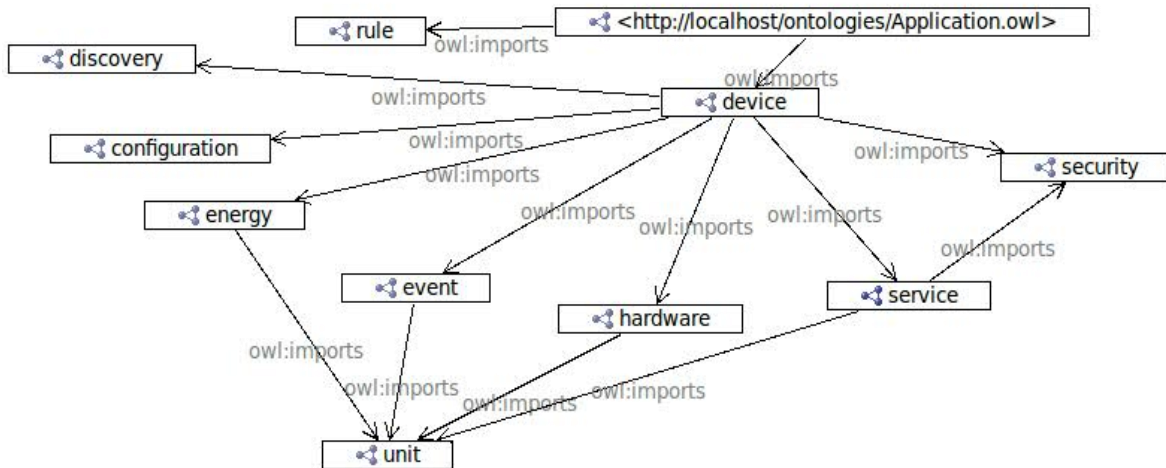 <http://localhost/ontologies/Application.owl>
rule
owl:imports
discovery
owl:imports
device
owl:imports
owl:imports
configuration
owl:imports
owl:imports
security
owl:imports
energy
owl:imports
owl:imports
owl:imports
owl:imports
event
service
hardware
owl:imports
owl:imports
owl:imports
unit